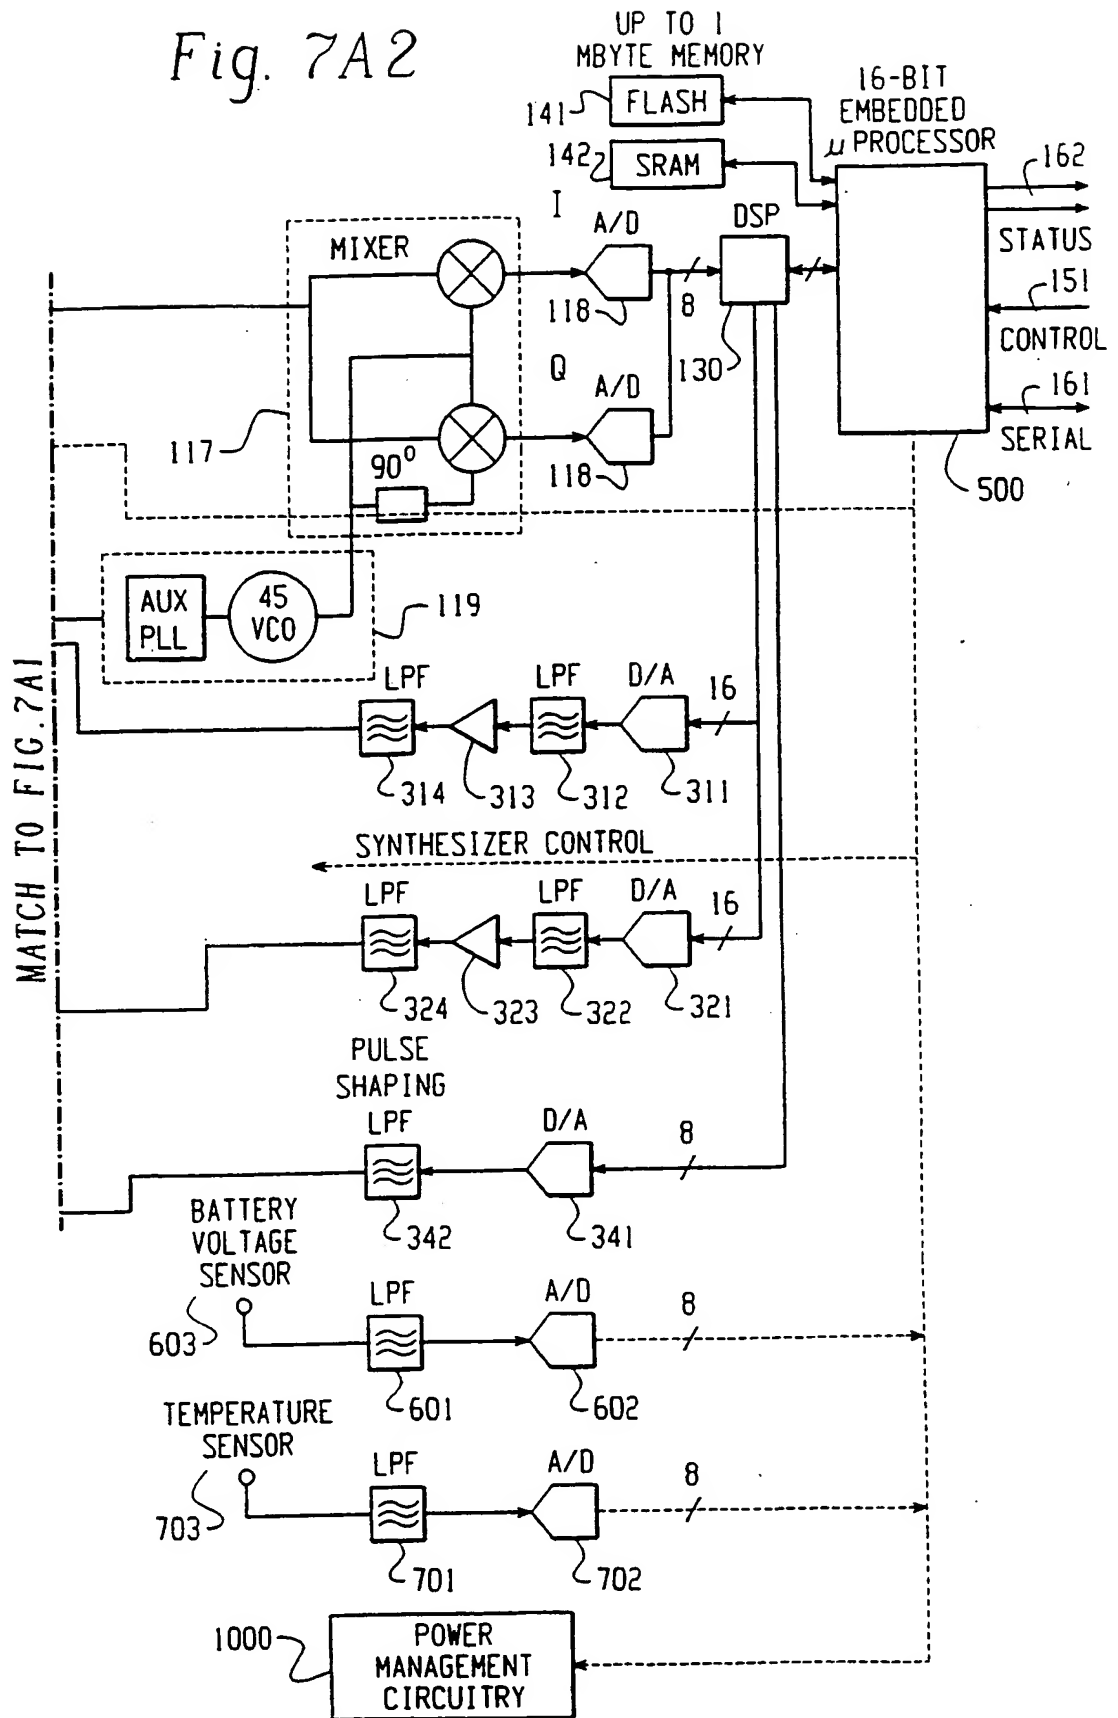 Fig. 7A2
UP TO 1
MBYTE MEMORY
141
FLASH
142
SRAM
16-BIT
EMBEDDED
μ PROCESSOR
162
STATUS
151
CONTROL
161
SERIAL
500
I
MIXER
A/D
118
8
DSP
130
Q
A/D
118
117
90°
AUX
PLL
45
VCO
119
MATCH TO FIG. 7A1
LPF
314
313
LPF
312
D/A
311
16
SYNTHESIZER CONTROL
LPF
324
323
LPF
322
D/A
321
16
PULSE
SHAPING
LPF
342
D/A
341
8
BATTERY
VOLTAGE
SENSOR
603
LPF
601
A/D
602
8
TEMPERATURE
SENSOR
703
LPF
701
A/D
702
8
1000
POWER
MANAGEMENT
CIRCUITRY